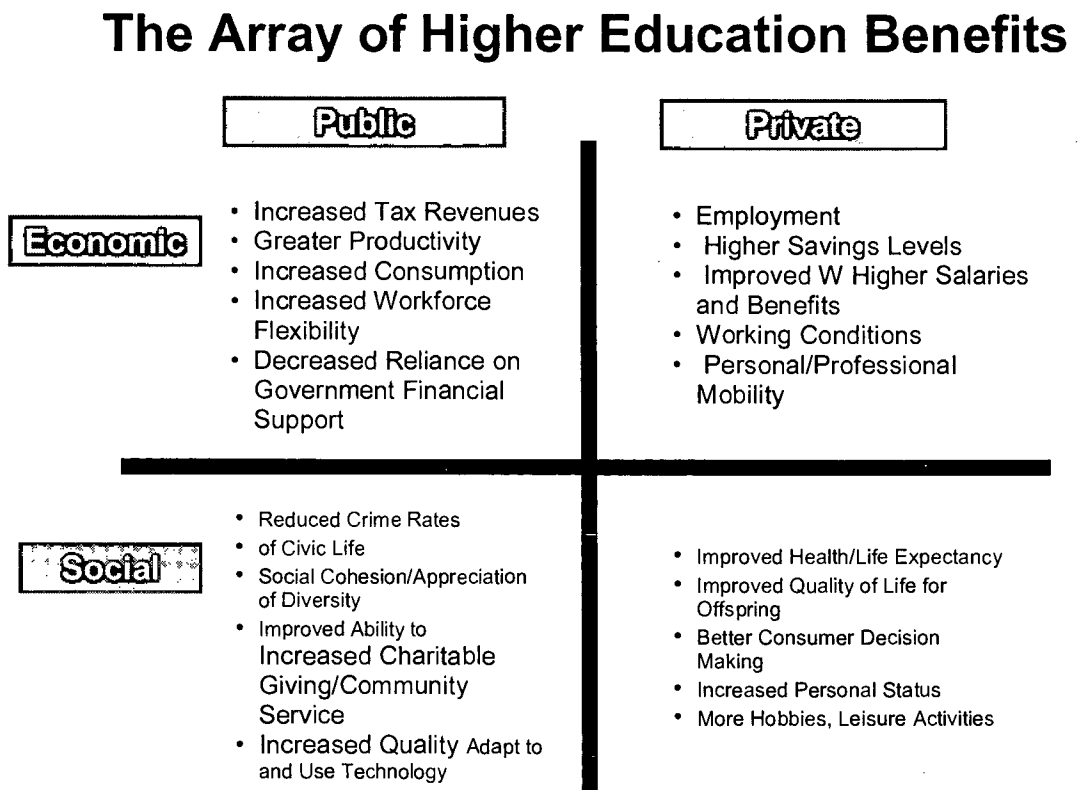 The Array of Higher Education Benefits
Public
Private
Economic
• Increased Tax Revenues
• Greater Productivity
• Increased Consumption
• Increased Workforce
Flexibility
• Decreased Reliance on
Government Financial
Support
• Employment
• Higher Savings Levels
• Improved W Higher Salaries
and Benefits
• Working Conditions
• Personal/Professional
Mobility
Social
• Reduced Crime Rates
• of Civic Life
• Social Cohesion/Appreciation
of Diversity
• Improved Ability to
Increased Charitable
Giving/Community
Service
• Increased Quality Adapt to
and Use Technology
• Improved Health/Life Expectancy
• Improved Quality of Life for
Offspring
• Better Consumer Decision
Making
• Increased Personal Status
• More Hobbies, Leisure Activities